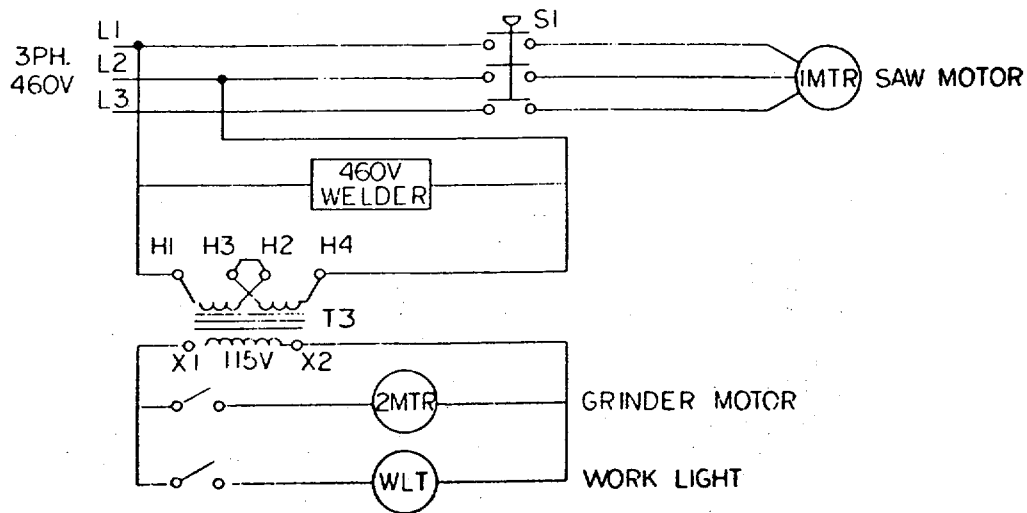 S1
L1
3PH.
460V
L2
L3
1MTR SAW MOTOR
460V
WELDER
H1 H3 H2 H4
T3
X1 115V X2
2MTR GRINDER MOTOR
WLT WORK LIGHT